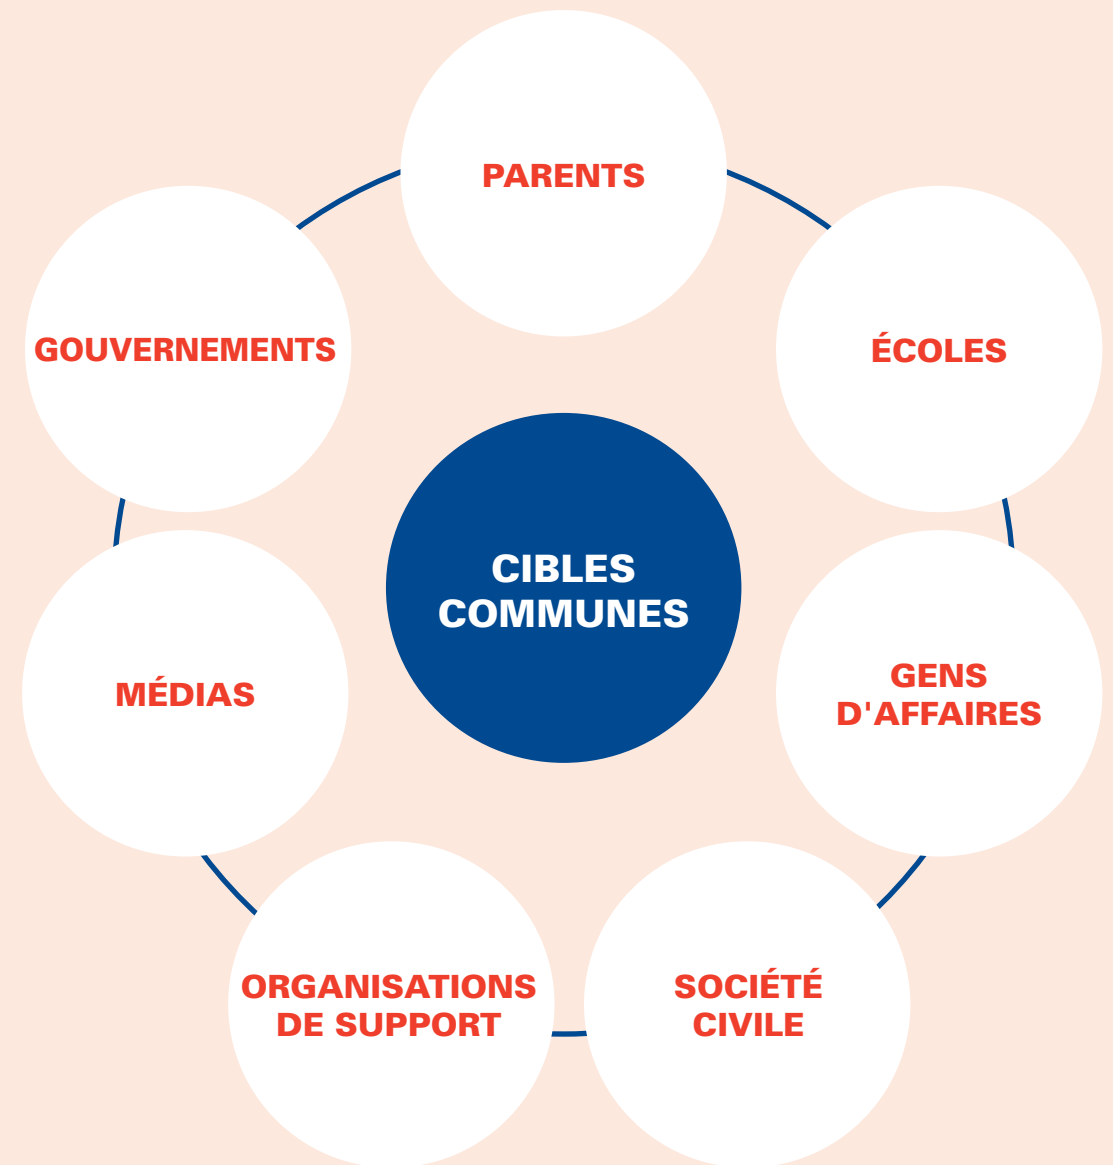 PARENTS
GOUVERNEMENTS
ÉCOLES
CIBLES
COMMUNES
MÉDIAS
GENS
D'AFFAIRES
ORGANISATIONS
DE SUPPORT
SOCIÉTÉ
CIVILE